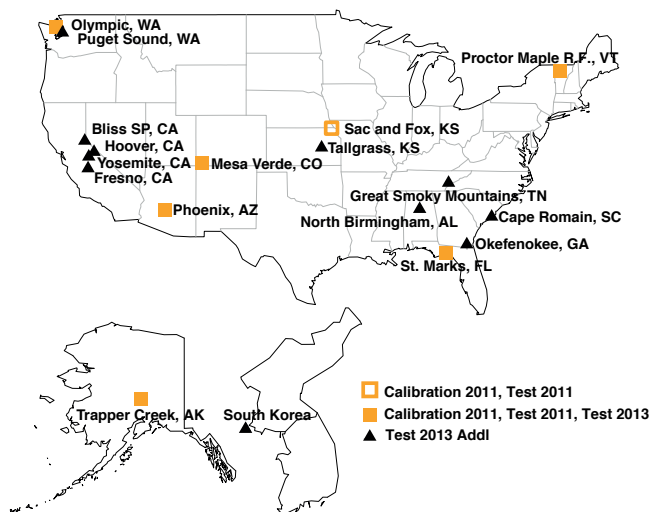 Olympic, WA
Puget Sound, WA
Proctor Maple R.F., VT
Bliss SP, CA
Hoover, CA
Yosemite, CA
Fresno, CA
Sac and Fox, KS
Tallgrass, KS
Mesa Verde, CO
Phoenix, AZ
Great Smoky Mountains, TN
North Birmingham, AL
Cape Romain, SC
Okefenokee, GA
St. Marks, FL
Trapper Creek, AK
South Korea
Calibration 2011, Test 2011
Calibration 2011, Test 2011, Test 2013
Test 2013 Addl